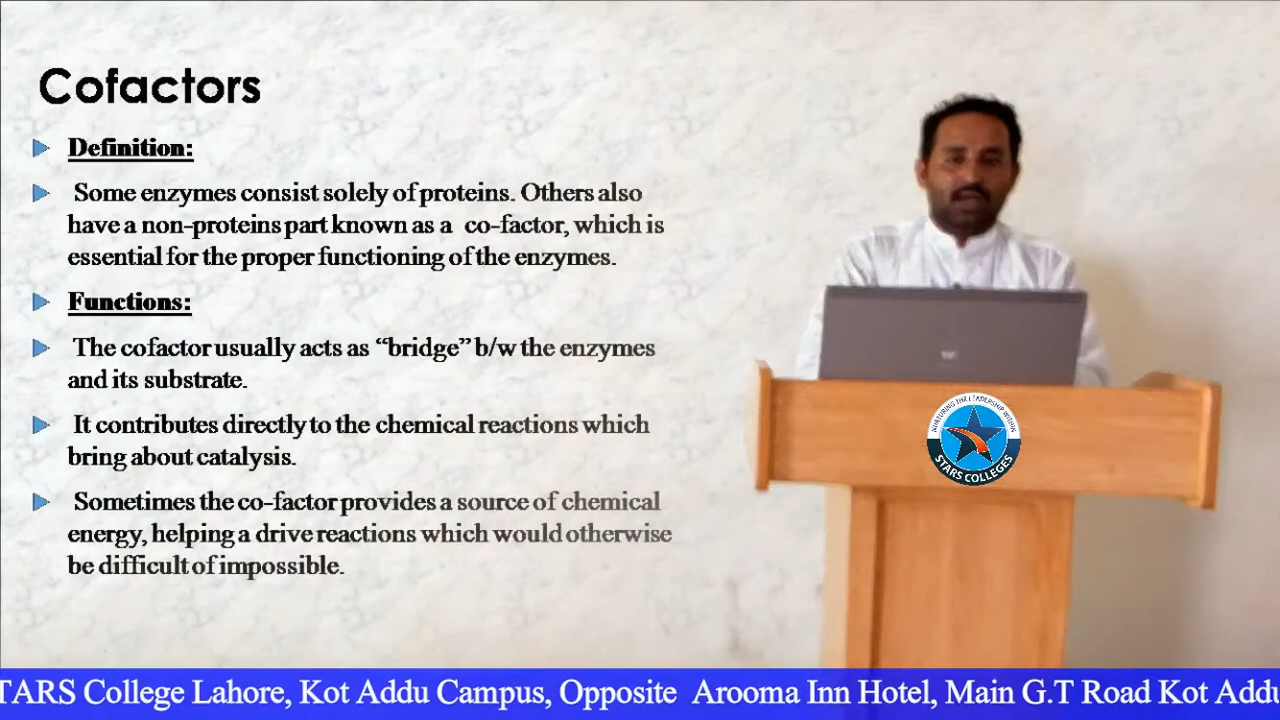 Cofactors
Definition:
Some enzymes consist solely of proteins. Others also
have a non-proteins part known as a co-factor, which is
essential for the proper functioning of the enzymes.
Functions:
The cofactor usually acts as “bridge” b/w the enzymes
and its substrate.
It contributes directly to the chemical reactions which
bring about catalysis.
Sometimes the co-factor provides a source of chemical
energy, helping a drive reactions which would otherwise
be difficult of impossible.
NURTURING THE LEADERSHIP WITHIN
STARS COLLEGES
TARS College Lahore, Kot Addu Campus, Opposite Arooma Inn Hotel, Main G.T Road Kot Addu